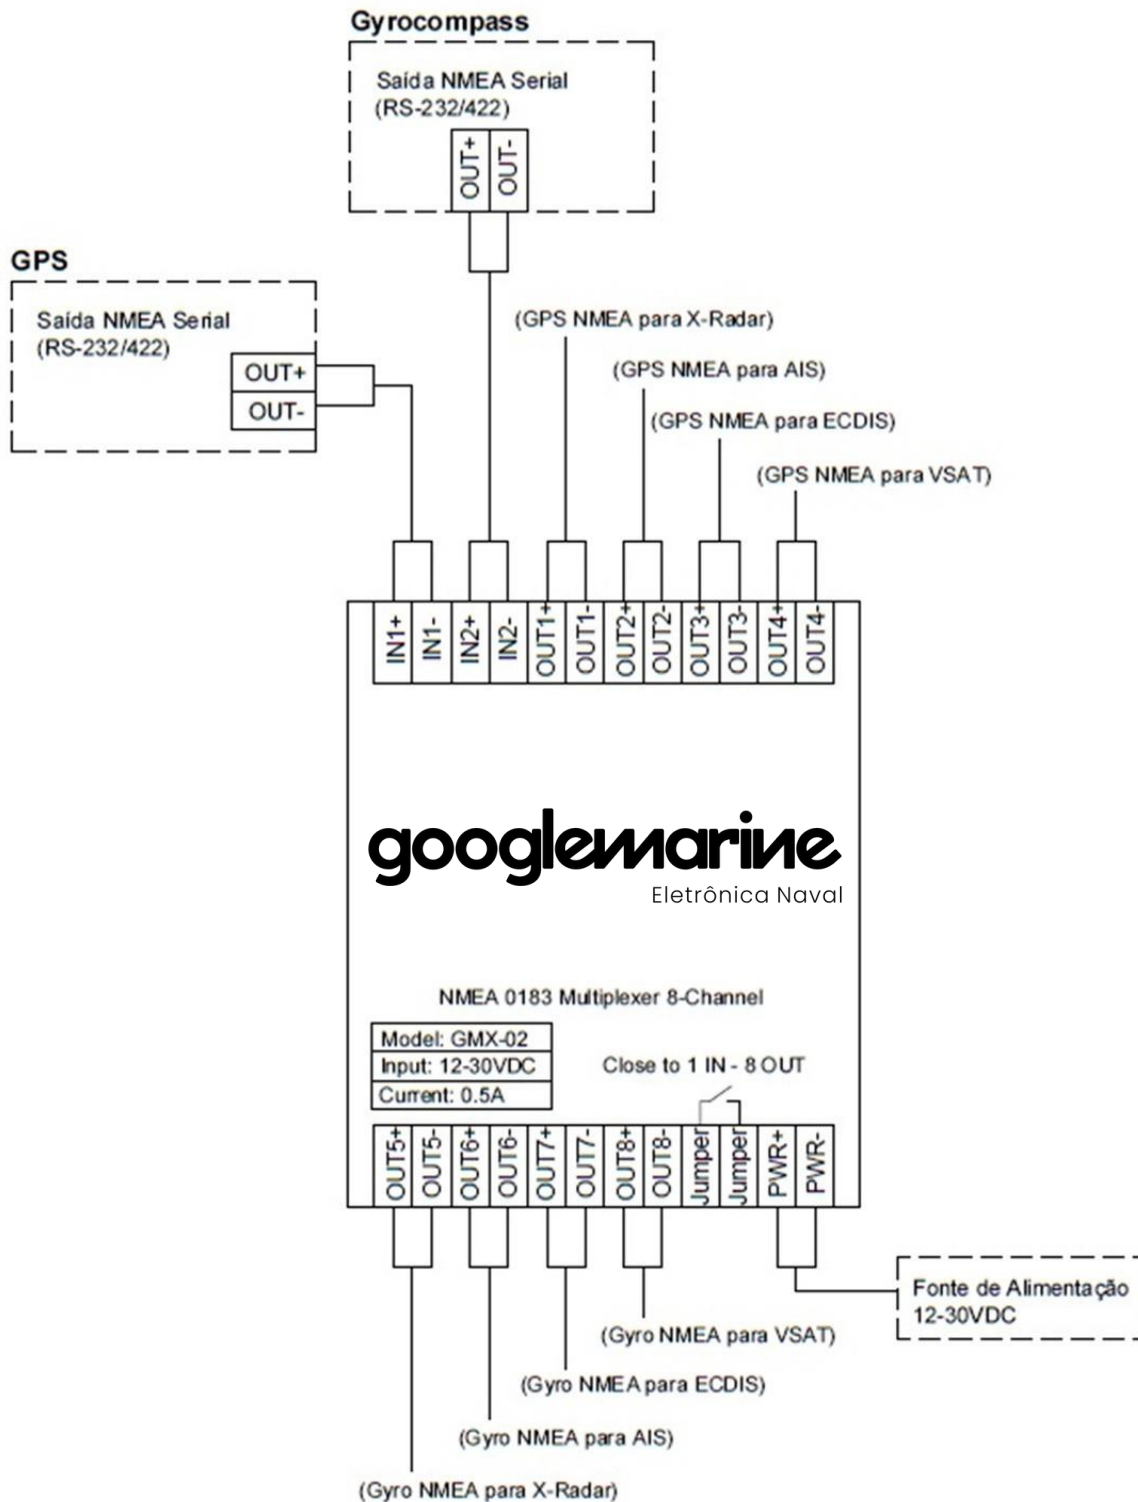 Gyrocompass
Saída NMEA Serial
(RS-232/422)
OUT+
OUT-
GPS
Saída NMEA Serial
(RS-232/422)
OUT+
OUT-
(GPS NMEA para X-Radar)
(GPS NMEA para AIS)
(GPS NMEA para ECDIS)
(GPS NMEA para VSAT)
IN1+
IN1-
IN2+
IN2-
OUT1+
OUT1-
OUT2+
OUT2-
OUT3+
OUT3-
OUT4+
OUT4-
googlemarine
Eletrônica Naval
NMEA 0183 Multiplexer 8-Channel
Model: GMX-02
Input: 12-30VDC
Current: 0.5A
Close to 1 IN - 8 OUT
OUT5+
OUT5-
OUT6+
OUT6-
OUT7+
OUT7-
OUT8+
OUT8-
Jumper
Jumper
PWR+
PWR-
Fonte de Alimentação
12-30VDC
(Gyro NMEA para VSAT)
(Gyro NMEA para ECDIS)
(Gyro NMEA para AIS)
(Gyro NMEA para X-Radar)